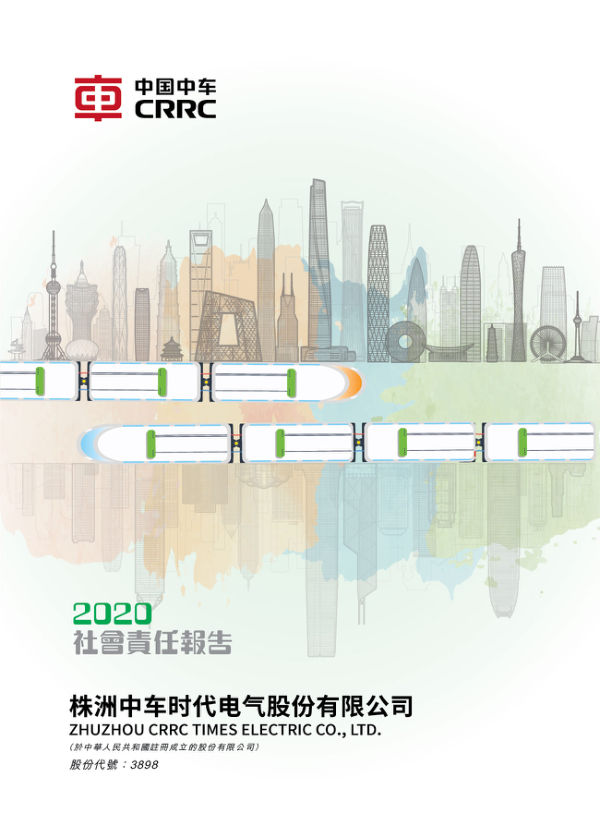 中国中车
CRRC
2020
社會責任報告
株洲中车时代电气股份有限公司
ZHUZHOU CRRC TIMES ELECTRIC CO., LTD.
(於中華人民共和國註冊成立的股份有限公司)
股份代號：3898